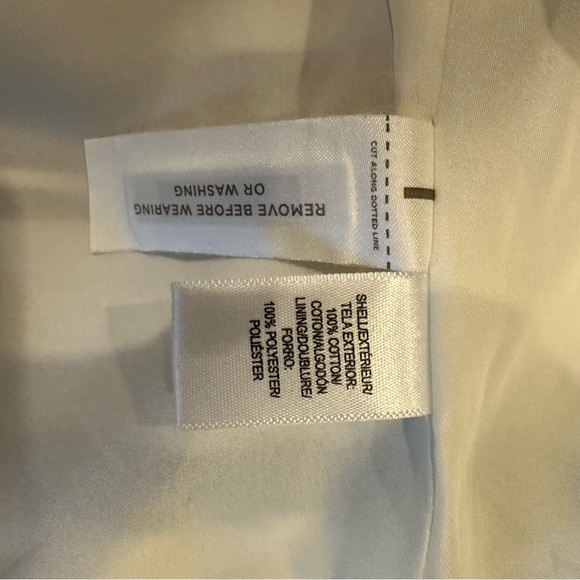 REMOVE BEFORE WEARING
OR WASHING
CUT ALONG DOTTED LINE
SHELL/EXTÉRIEUR/
TELA EXTERIOR:
100% COTTON/
COTON/ALGODÓN
LINING/DOUBLURE/
FORRO:
100% POLYESTER/
POLIÉSTER